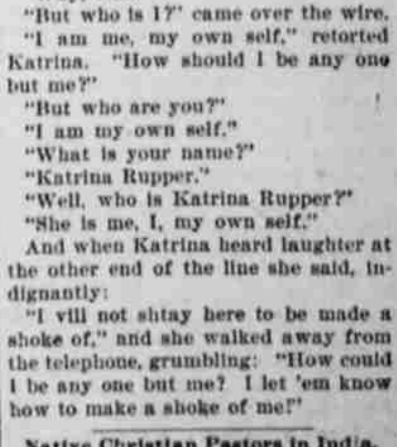 "But who is I?" came over the wire.
"I am me, my own self," retorted
Katrina. "How should I be any one
but me?"
"But who are you?"
"I am my own self."
"What is your name?"
"Katrina Rupper."
"Well, who is Katrina Rupper?"
"She is me, I, my own self."
And when Katrina heard laughter at
the other end of the line she said, in-
dignantly:
"I vill not shtay here to be made a
shoke of," and she walked away from
the telephone, grumbling: "How could
I be any one but me? I let 'em know
how to make a shoke of me!"
Native Christian Pastors in India.